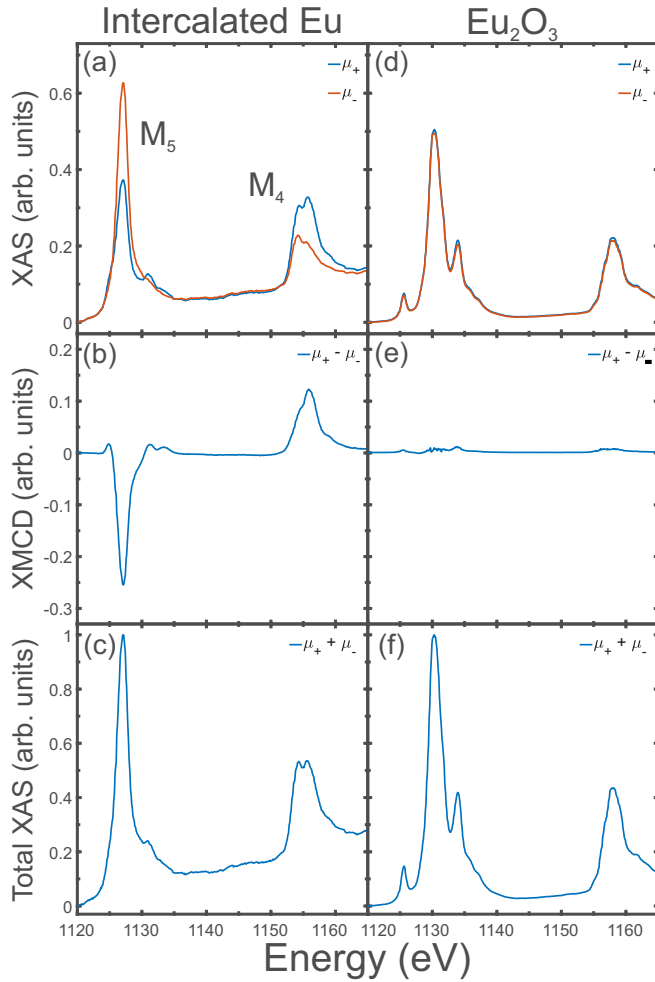 Intercalated Eu
Eu₂O₃
(a)
μ₊
μ₋
M₅
M₄
XAS (arb. units)
0.6
0.4
0.2
0
(d)
μ₊
μ₋
(b)
μ₊ - μ₋
XMCD (arb. units)
0.2
0.1
0
-0.1
-0.2
-0.3
(e)
μ₊ - μ₋
(c)
μ₊ + μ₋
Total XAS (arb. units)
1
0.8
0.6
0.4
0.2
0
(f)
μ₊ + μ₋
1120 1130 1140 1150 1160 1120 1130 1140 1150 1160
Energy (eV)